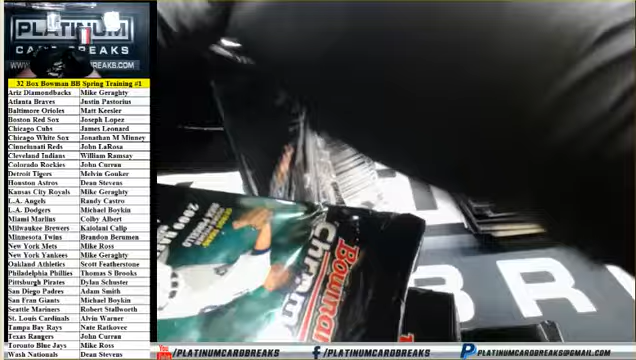 PLATINUM
CARD BREAKS
32 Box Bowman BB Spring Training #1
Ariz Diamondbacks Mike Geraghty
Atlanta Braves Justin Pastorius
Baltimore Orioles Matt Keesler
Boston Red Sox Joseph Lopez
Chicago Cubs James Leonard
Chicago White Sox Jonathan M Minney
Cinncinati Reds John LaRosa
Cleveland Indians William Ramsay
Colorado Rockies John Curran
Detroit Tigers Melvin Gouker
Houston Astros Dean Stevens
Kansas City Royals Mike Geraghty
L.A. Angels Randy Castro
L.A. Dodgers Michael Boykin
Miami Marlins Colby Albert
Milwaukee Brewers Kaiolani Calip
Minnesota Twins Brandon Berumen
New York Mets Mike Ross
New York Yankees Mike Geraghty
Oakland Athletics Scott Featherstone
Philadelphia Phillies Thomas S Brooks
Pittsburg Pirates Dylan Schuster
San Diego Padres Adam Smith
San Fran Giants Michael Boykin
Seattle Mariners Robert Stallworth
St. Louis Cardinals Alvin Warner
Tampa Bay Rays Nate Ratkovec
Texas Rangers John Curran
Toronto Blue Jays Mike Ross
Wash Nationals Dean Stevens
Bowman
Chrome
2000
B R
/PLATINUMCARDBREAKS
/PLATINUMCARDBREAKS
PLATINUMCARDBREAKS@GMAIL.COM